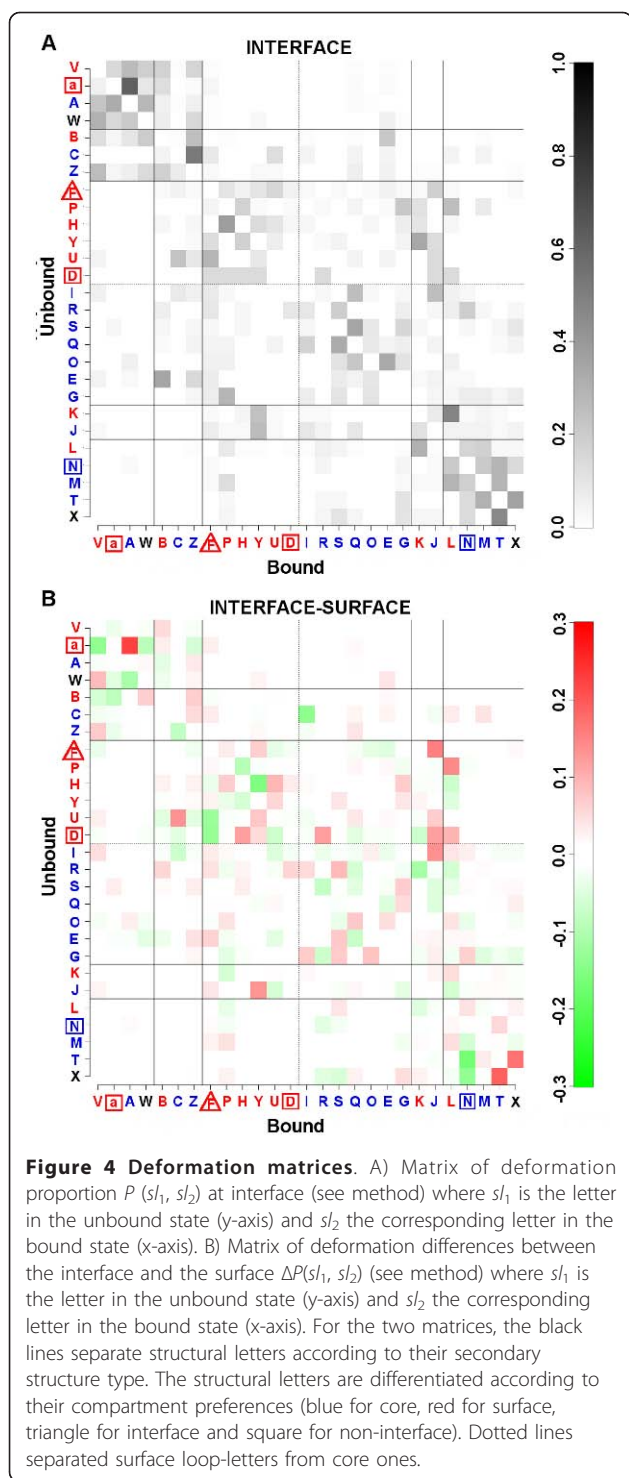 A
INTERFACE
V
a
A
W
B
C
Z
F
P
H
Y
U
D
I
R
S
Q
O
E
G
K
J
L
N
M
T
X
Unbound
V a A W B C Z F P H Y U D I R S Q O E G K J L N M T X
Bound
1.0
0.8
0.6
0.4
0.2
0.0
B
INTERFACE-SURFACE
V
a
A
W
B
C
Z
F
P
H
Y
U
D
I
R
S
Q
O
E
G
K
J
L
N
M
T
X
Unbound
V a A W B C Z F P H Y U D I R S Q O E G K J L N M T X
Bound
0.3
0.2
0.1
0.0
-0.1
-0.2
-0.3
Figure 4 Deformation matrices. A) Matrix of deformation
proportion P (sl₁, sl₂) at interface (see method) where sl₁ is the letter
in the unbound state (y-axis) and sl₂ the corresponding letter in the
bound state (x-axis). B) Matrix of deformation differences between
the interface and the surface ΔP(sl₁, sl₂) (see method) where sl₁ is
the letter in the unbound state (y-axis) and sl₂ the corresponding
letter in the bound state (x-axis). For the two matrices, the black
lines separate structural letters according to their secondary
structure type. The structural letters are differentiated according to
their compartment preferences (blue for core, red for surface,
triangle for interface and square for non-interface). Dotted lines
separated surface loop-letters from core ones.